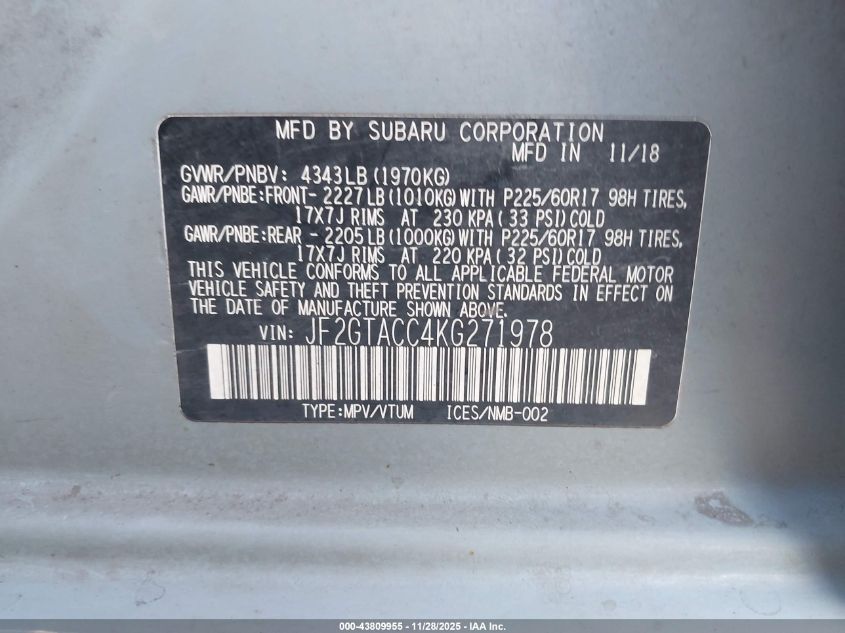 MFD BY SUBARU CORPORATION
MFD IN 11/18
GVWR/PNBV: 4343LB(1970KG)
GAWR/PNBE:FRONT- 2227LB(1010KG)WITH P225/60R17 98H TIRES,
17X7J RIMS AT 230 KPA(33 PSI)COLD
GAWR/PNBE:REAR - 2205LB(1000KG)WITH P225/60R17 98H TIRES,
17X7J RIMS AT 220 KPA(32 PSI)COLD
THIS VEHICLE CONFORMS TO ALL APPLICABLE FEDERAL MOTOR
VEHICLE SAFETY AND THEFT PREVENTION STANDARDS IN EFFECT ON
THE DATE OF MANUFACTURE SHOWN ABOVE.
VIN: JF2GTACC4KG271978
TYPE:MPV/VTUM ICES/NMB-002
000-43809955 - 11/28/2025 - IAA Inc.